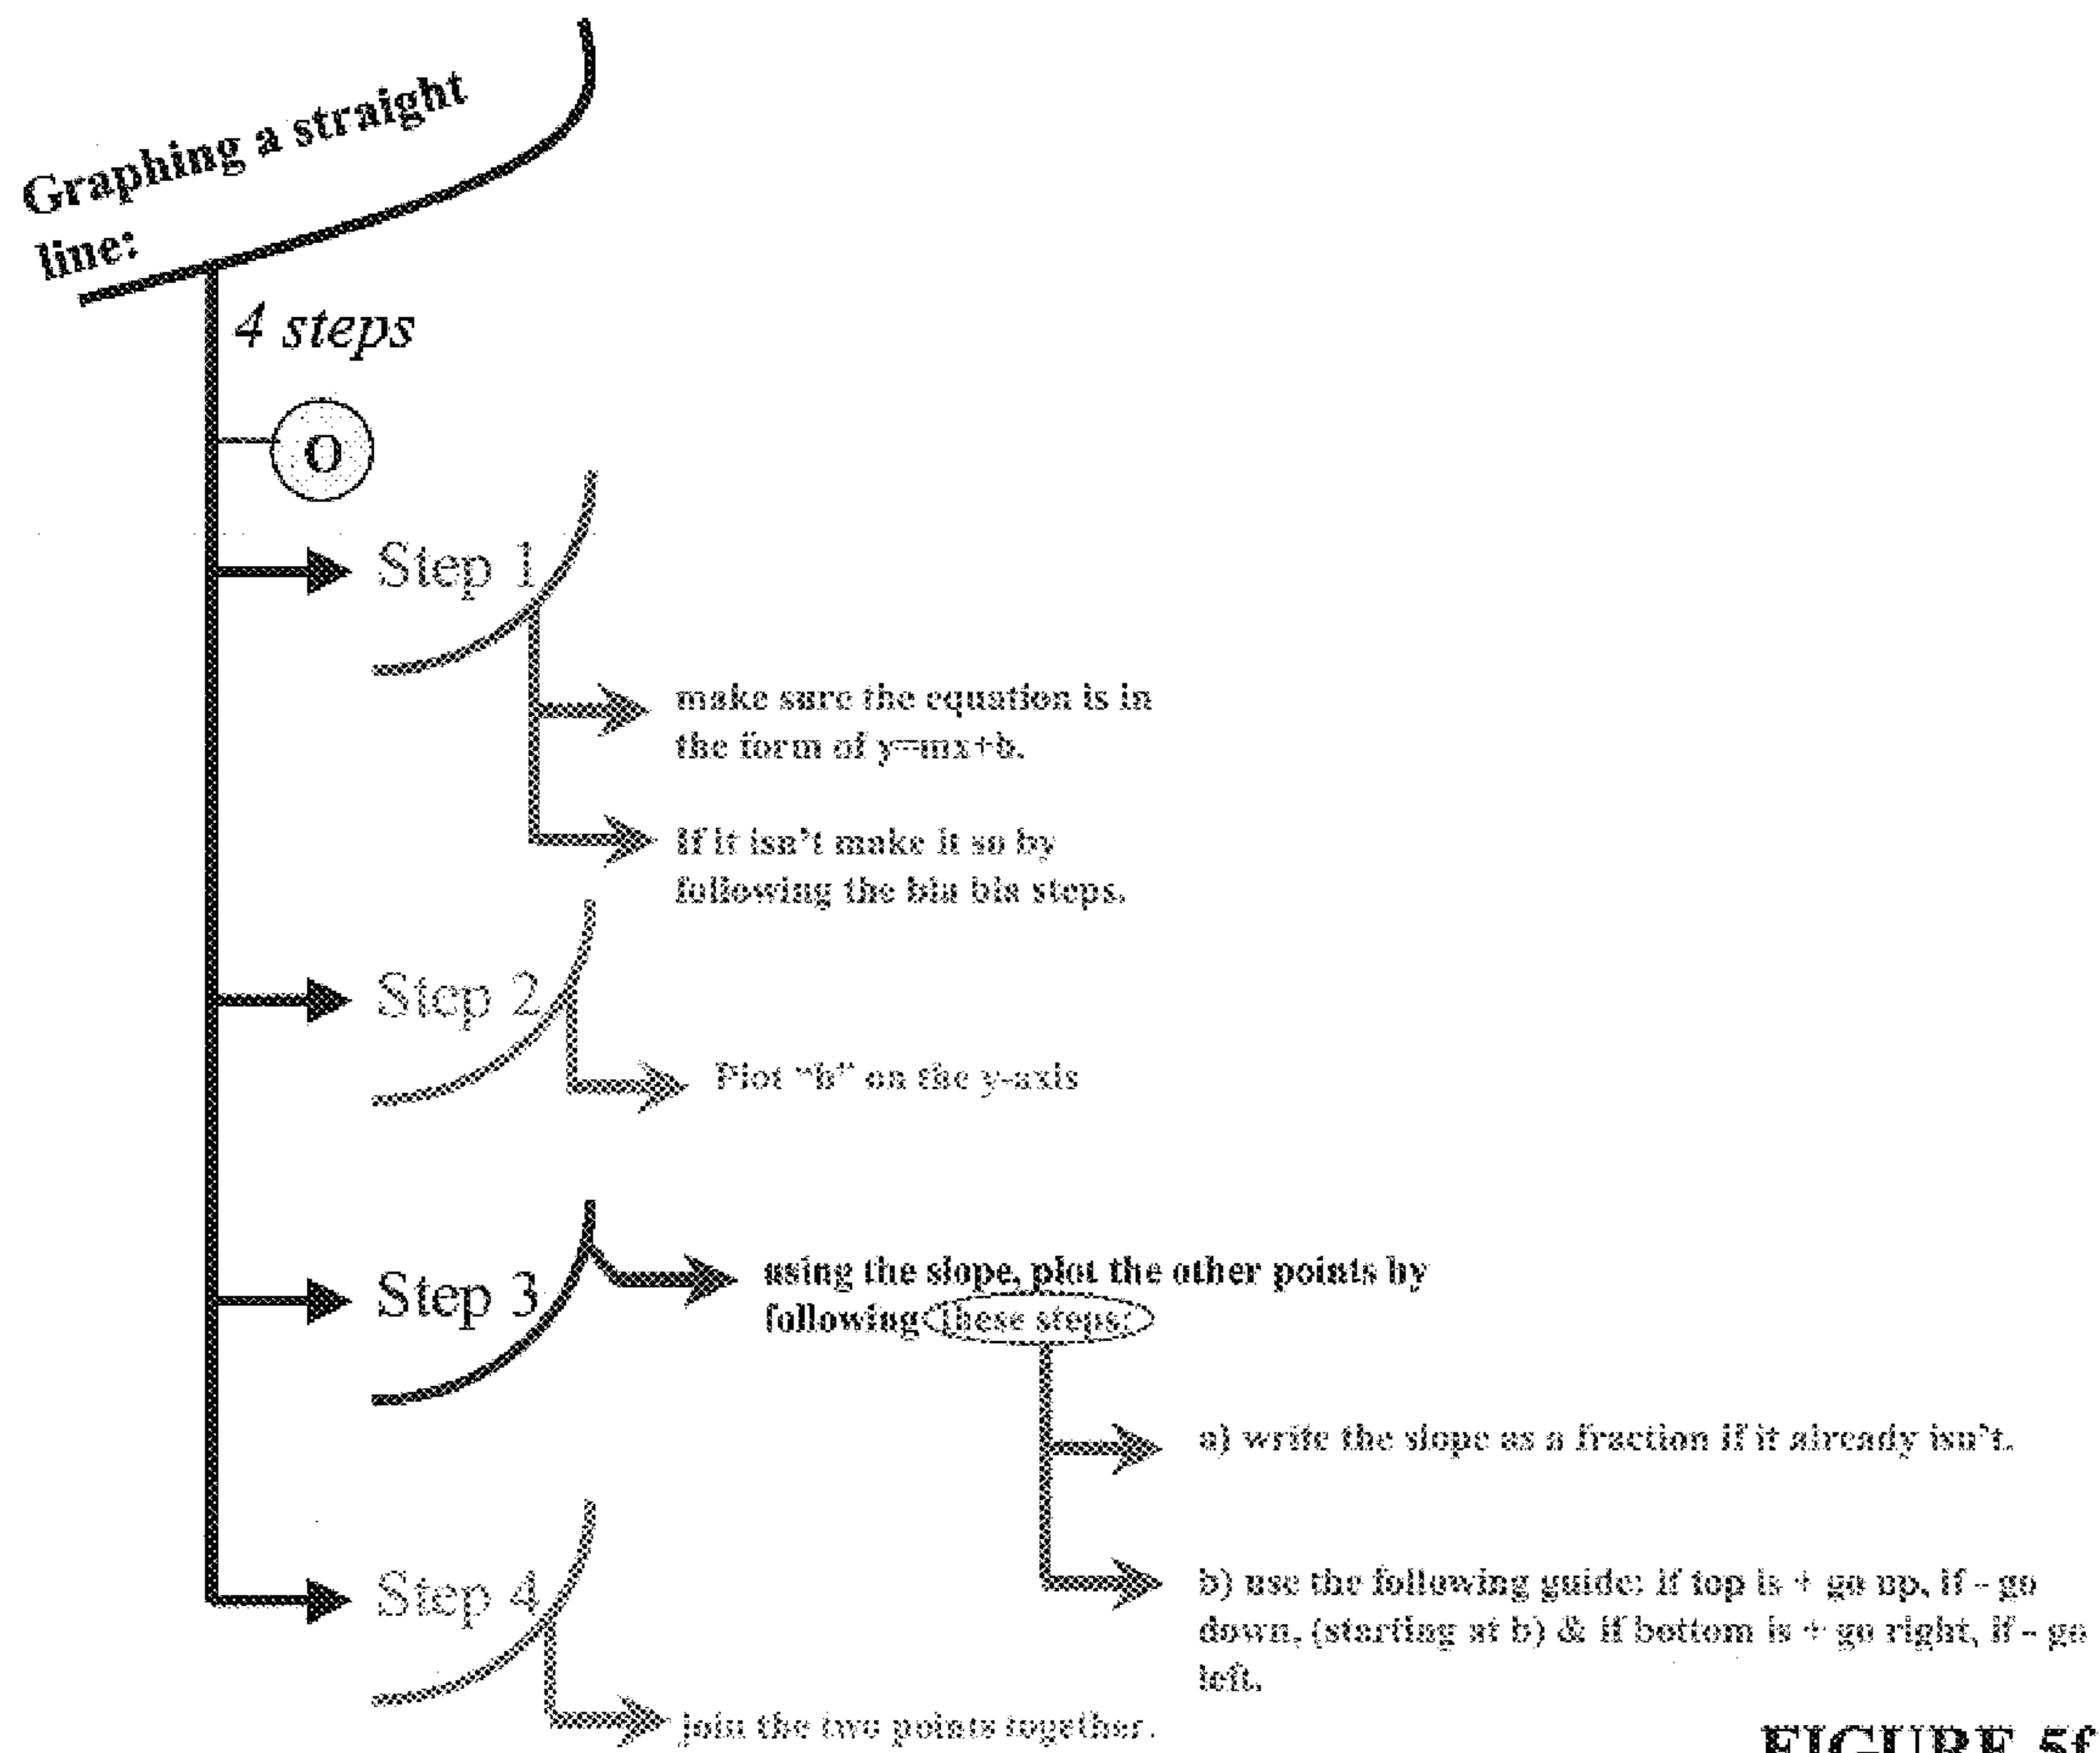 Graphing a straight
line:
4 steps
O
Step 1
make sure the equation is in
the form of y=mx+b.
If it isn't make it so by
following the bla bla steps.
Step 2
Plot "b" on the y-axis
Step 3
using the slope, plot the other points by
following these steps:
a) write the slope as a fraction if it already isn't.
b) use the following guide: if top is + go up, if - go
down, (starting at b) & if bottom is + go right, if - go
left.
Step 4
join the two points together.
FIGURE 5f